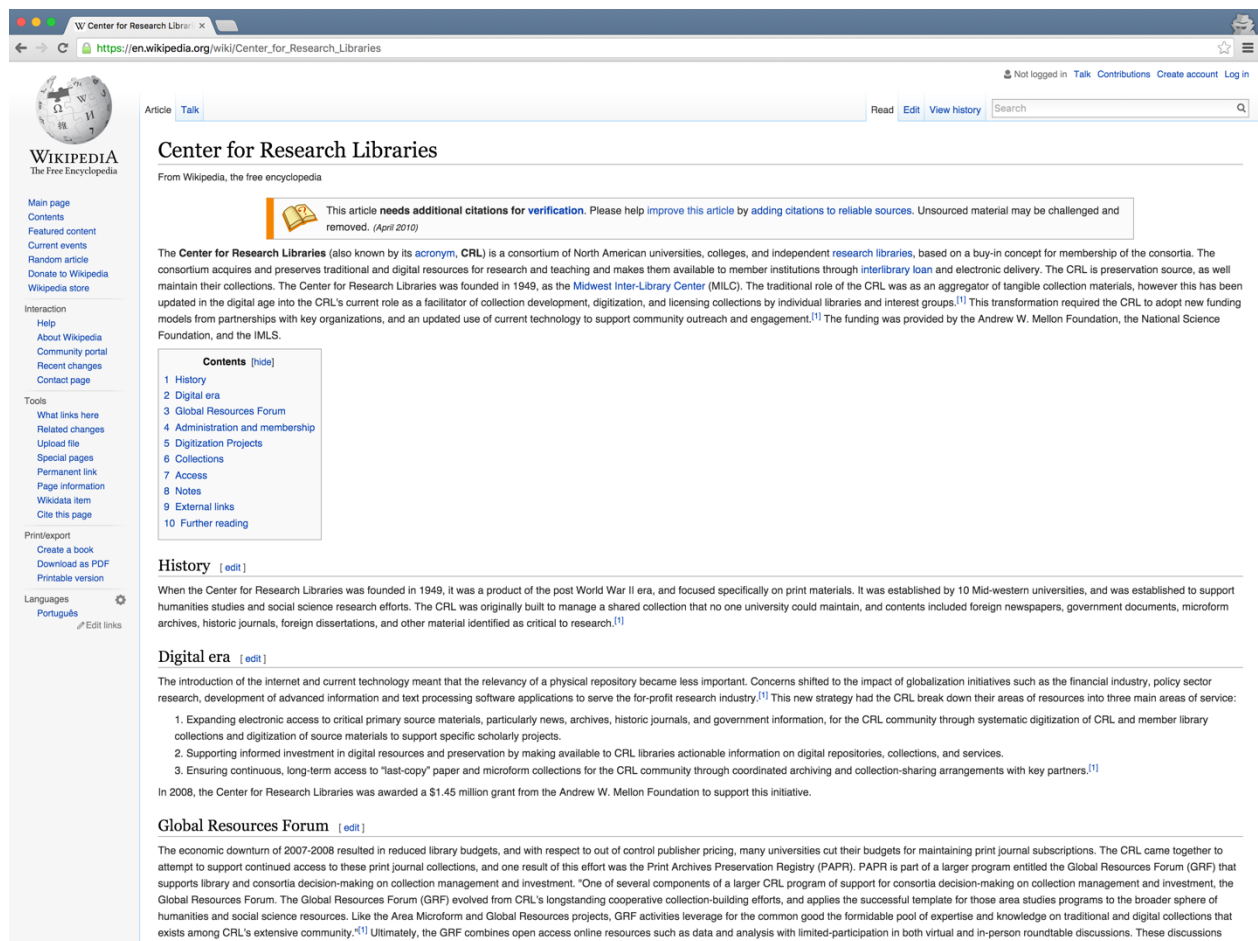 W Center for Research Librar ×
https://en.wikipedia.org/wiki/Center_for_Research_Libraries
Not logged in Talk Contributions Create account Log in
Article Talk
Read Edit View history Search
WIKIPEDIA
The Free Encyclopedia
Main page
Contents
Featured content
Current events
Random article
Donate to Wikipedia
Wikipedia store
Interaction
Help
About Wikipedia
Community portal
Recent changes
Contact page
Tools
What links here
Related changes
Upload file
Special pages
Permanent link
Page information
Wikidata item
Cite this page
Print/export
Create a book
Download as PDF
Printable version
Languages
Português
Edit links
Center for Research Libraries
From Wikipedia, the free encyclopedia
This article needs additional citations for verification. Please help improve this article by adding citations to reliable sources. Unsourced material may be challenged and
removed. (April 2010)
The Center for Research Libraries (also known by its acronym, CRL) is a consortium of North American universities, colleges, and independent research libraries, based on a buy-in concept for membership of the consortia. The
consortium acquires and preserves traditional and digital resources for research and teaching and makes them available to member institutions through interlibrary loan and electronic delivery. The CRL is preservation source, as well
maintain their collections. The Center for Research Libraries was founded in 1949, as the Midwest Inter-Library Center (MILC). The traditional role of the CRL was as an aggregator of tangible collection materials, however this has been
updated in the digital age into the CRL's current role as a facilitator of collection development, digitization, and licensing collections by individual libraries and interest groups.[1] This transformation required the CRL to adopt new funding
models from partnerships with key organizations, and an updated use of current technology to support community outreach and engagement.[1] The funding was provided by the Andrew W. Mellon Foundation, the National Science
Foundation, and the IMLS.
Contents [hide]
1 History
2 Digital era
3 Global Resources Forum
4 Administration and membership
5 Digitization Projects
6 Collections
7 Access
8 Notes
9 External links
10 Further reading
History [ edit ]
When the Center for Research Libraries was founded in 1949, it was a product of the post World War II era, and focused specifically on print materials. It was established by 10 Mid-western universities, and was established to support
humanities studies and social science research efforts. The CRL was originally built to manage a shared collection that no one university could maintain, and contents included foreign newspapers, government documents, microform
archives, historic journals, foreign dissertations, and other material identified as critical to research.[1]
Digital era [ edit ]
The introduction of the internet and current technology meant that the relevancy of a physical repository became less important. Concerns shifted to the impact of globalization initiatives such as the financial industry, policy sector
research, development of advanced information and text processing software applications to serve the for-profit research industry.[1] This new strategy had the CRL break down their areas of resources into three main areas of service:
1. Expanding electronic access to critical primary source materials, particularly news, archives, historic journals, and government information, for the CRL community through systematic digitization of CRL and member library
collections and digitization of source materials to support specific scholarly projects.
2. Supporting informed investment in digital resources and preservation by making available to CRL libraries actionable information on digital repositories, collections, and services.
3. Ensuring continuous, long-term access to “last-copy” paper and microform collections for the CRL community through coordinated archiving and collection-sharing arrangements with key partners.[1]
In 2008, the Center for Research Libraries was awarded a $1.45 million grant from the Andrew W. Mellon Foundation to support this initiative.
Global Resources Forum [ edit ]
The economic downturn of 2007-2008 resulted in reduced library budgets, and with respect to out of control publisher pricing, many universities cut their budgets for maintaining print journal subscriptions. The CRL came together to
attempt to support continued access to these print journal collections, and one result of this effort was the Print Archives Preservation Registry (PAPR). PAPR is part of a larger program entitled the Global Resources Forum (GRF) that
supports library and consortia decision-making on collection management and investment. "One of several components of a larger CRL program of support for consortia decision-making on collection management and investment, the
Global Resources Forum. The Global Resources Forum (GRF) evolved from CRL's longstanding cooperative collection-building efforts, and applies the successful template for those area studies programs to the broader sphere of
humanities and social science resources. Like the Area Microform and Global Resources projects, GRF activities leverage for the common good the formidable pool of expertise and knowledge on traditional and digital collections that
exists among CRL's extensive community."[1] Ultimately, the GRF combines open access online resources such as data and analysis with limited-participation in both virtual and in-person roundtable discussions. These discussions